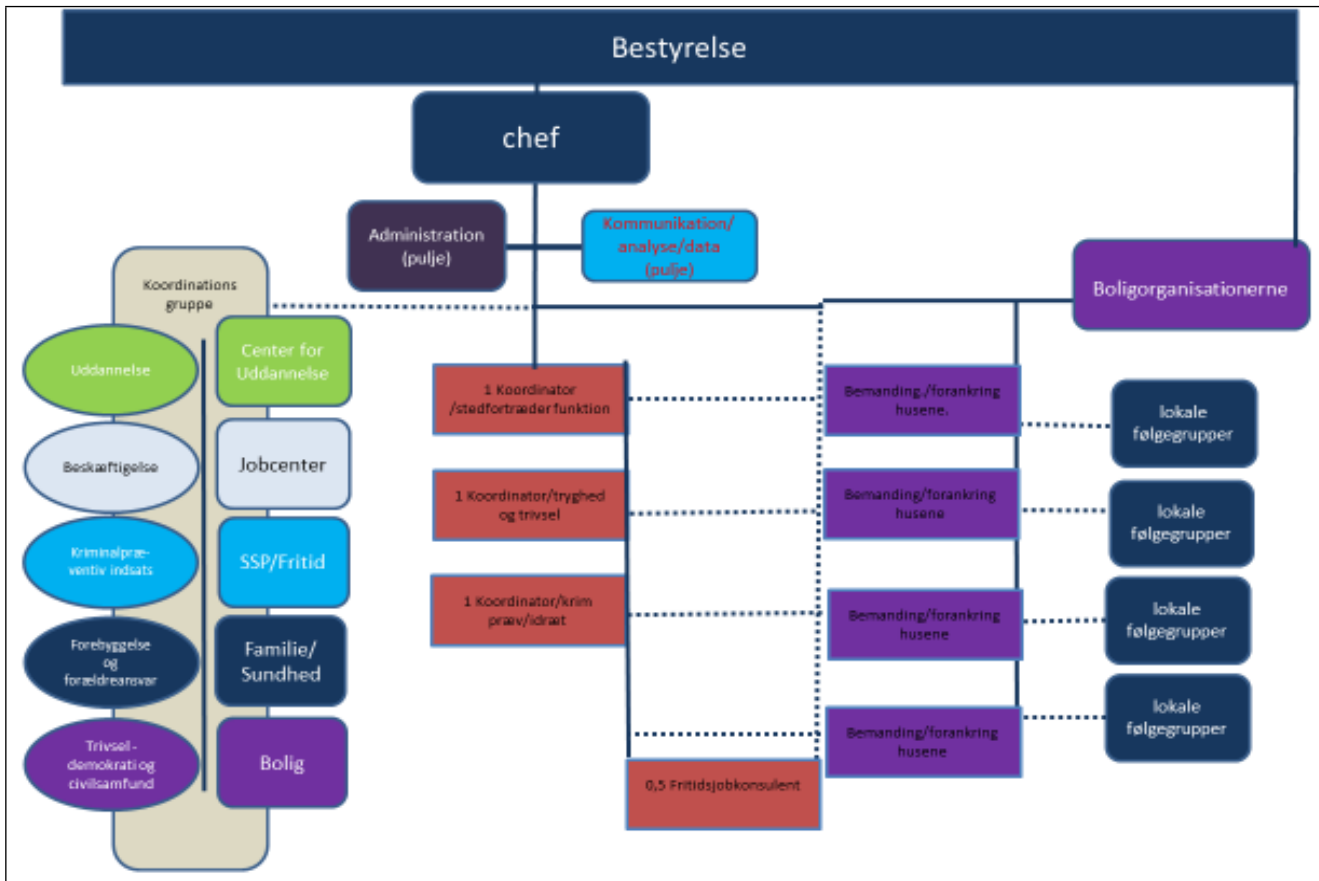 Bestyrelse
chef
Administration
(pulje)
Kommunikation/
analyse/data
(pulje)
Boligorganisationerne
Koordinations
gruppe
Uddannelse
Center for
Uddannelse
Beskæftigelse
Jobcenter
Kriminalpræ-
ventiv indsats
SSP/Fritid
Forebyggelse
og
forældreansvar
Familie/
Sundhed
Trivsel -
demokrati og
civilsamfund
Bolig
1 Koordinator
/stedfortræder funktion
1 Koordinator/tryghed
og trivsel
1 Koordinator/krim
præv/idræt
0,5 Fritidsjobkonsulent
Bemanding./forankring
husene.
Bemanding/forankring
husene
Bemanding/forankring
husene
Bemanding/forankring
husene
lokale
følgegrupper
lokale
følgegrupper
lokale
følgegrupper
lokale
følgegrupper